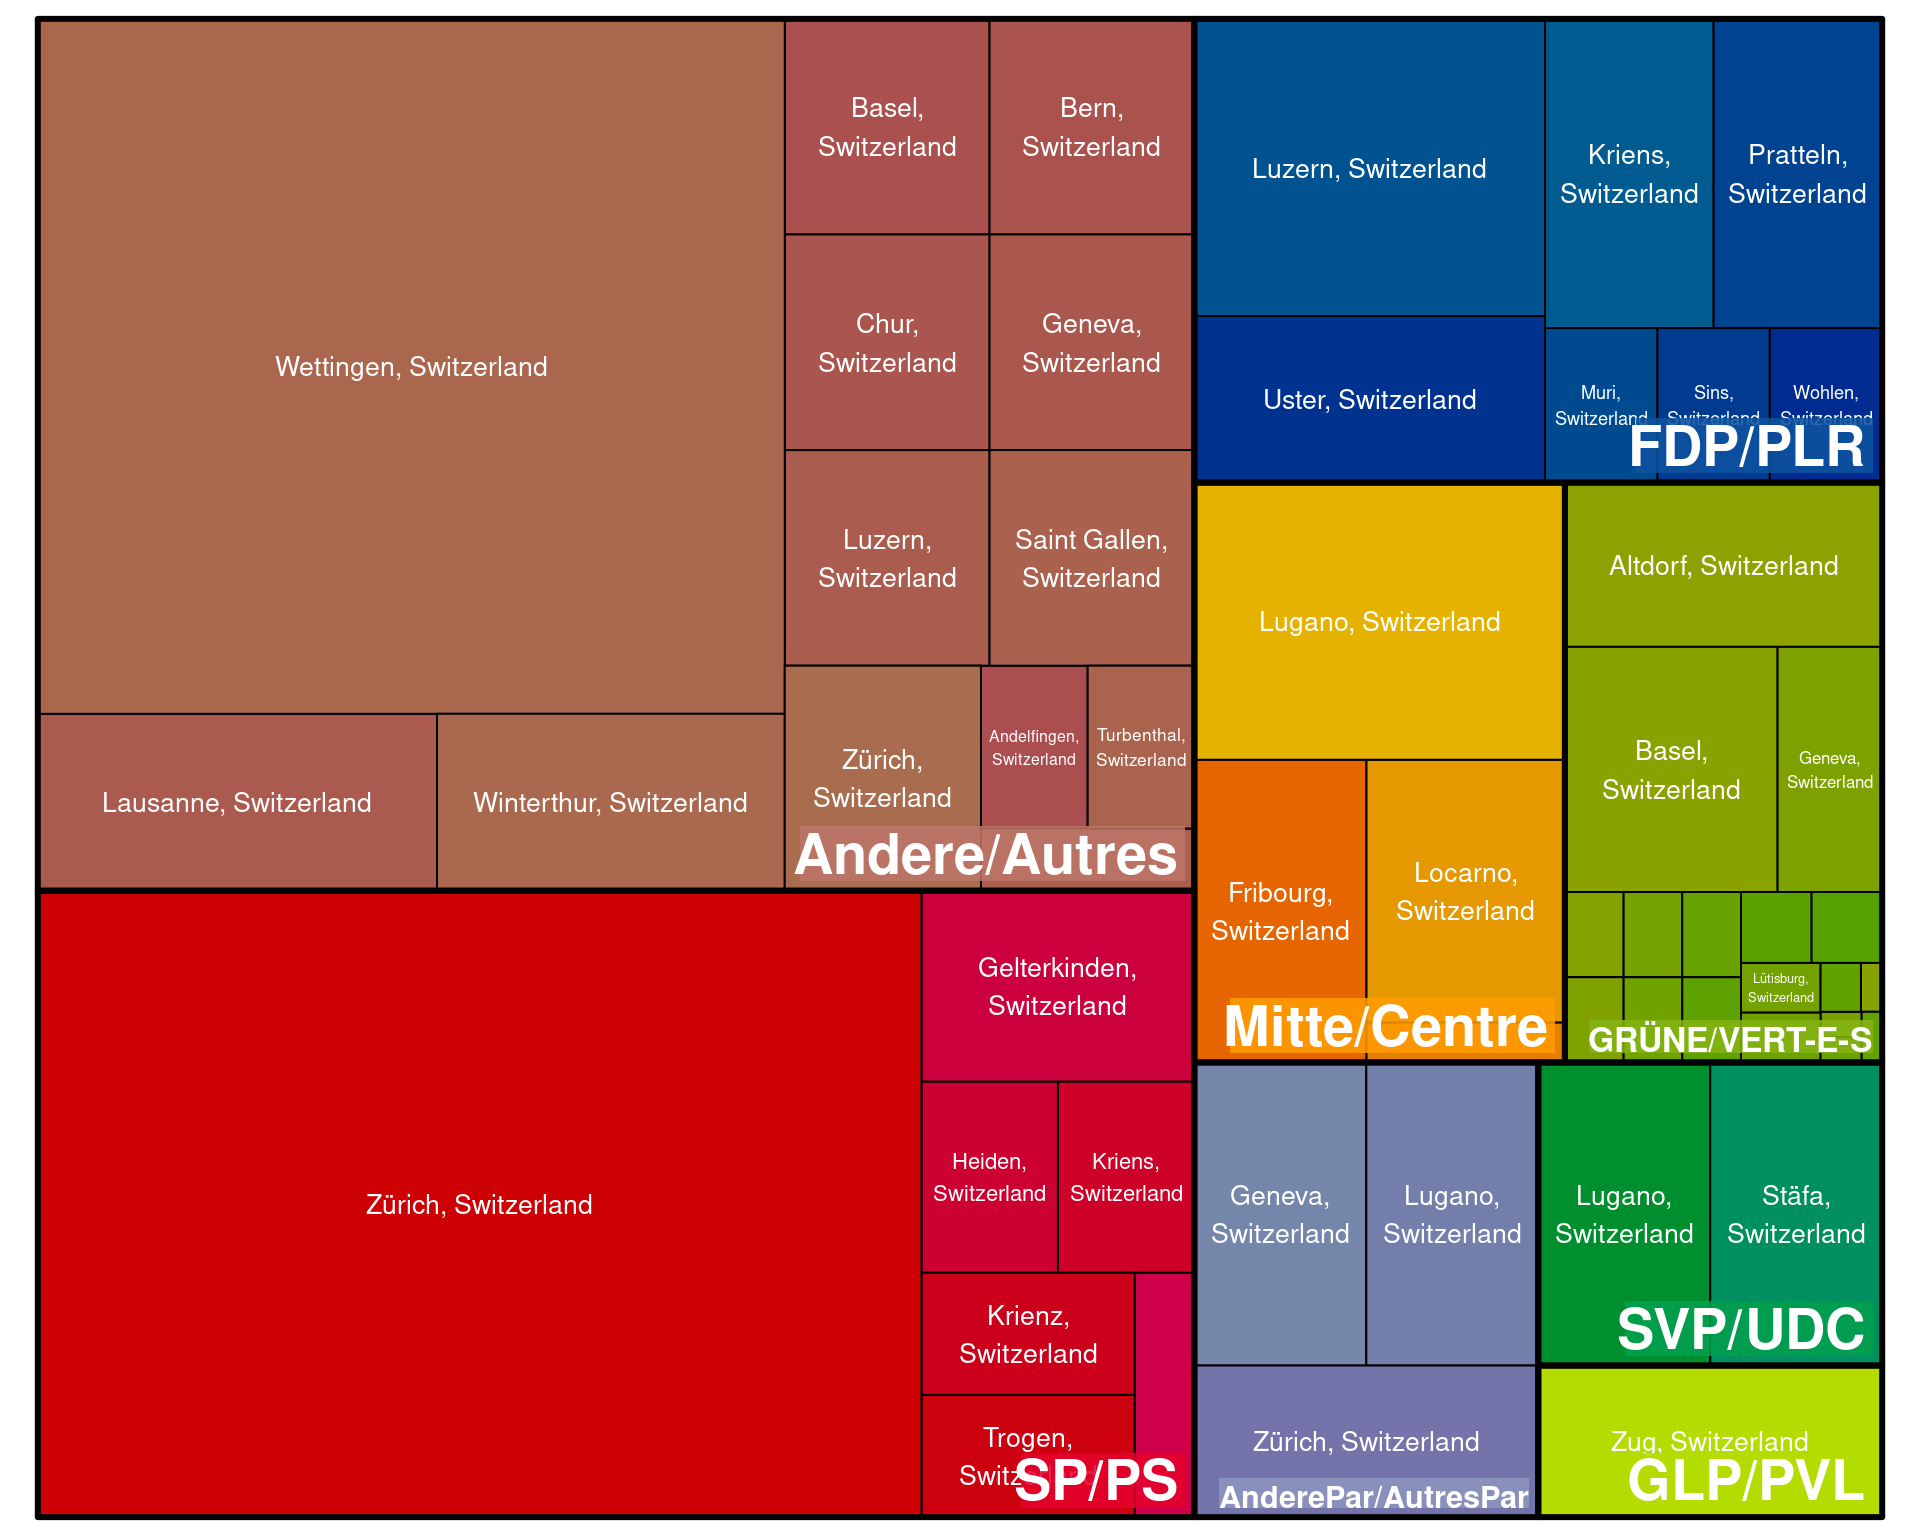 Wettingen, Switzerland
Basel,
Switzerland
Bern,
Switzerland
Chur,
Switzerland
Geneva,
Switzerland
Luzern,
Switzerland
Saint Gallen,
Switzerland
Lausanne, Switzerland
Winterthur, Switzerland
Zürich,
Switzerland
Andelfingen,
Switzerland
Turbenthal,
Switzerland
Andere/Autres
Luzern, Switzerland
Kriens,
Switzerland
Pratteln,
Switzerland
Uster, Switzerland
Muri,
Switzerland
Sins,
Switzerland
Wohlen,
Switzerland
FDP/PLR
Lugano, Switzerland
Fribourg,
Switzerland
Locarno,
Switzerland
Mitte/Centre
Altdorf, Switzerland
Basel,
Switzerland
Geneva,
Switzerland
Lütisburg,
Switzerland
GRÜNE/VERT-E-S
Zürich, Switzerland
Gelterkinden,
Switzerland
Heiden,
Switzerland
Kriens,
Switzerland
Krienz,
Switzerland
Trogen,
Switzerland
SP/PS
Geneva,
Switzerland
Lugano,
Switzerland
Zürich, Switzerland
AnderePar/AutresPar
Lugano,
Switzerland
Stäfa,
Switzerland
SVP/UDC
Zug, Switzerland
GLP/PVL